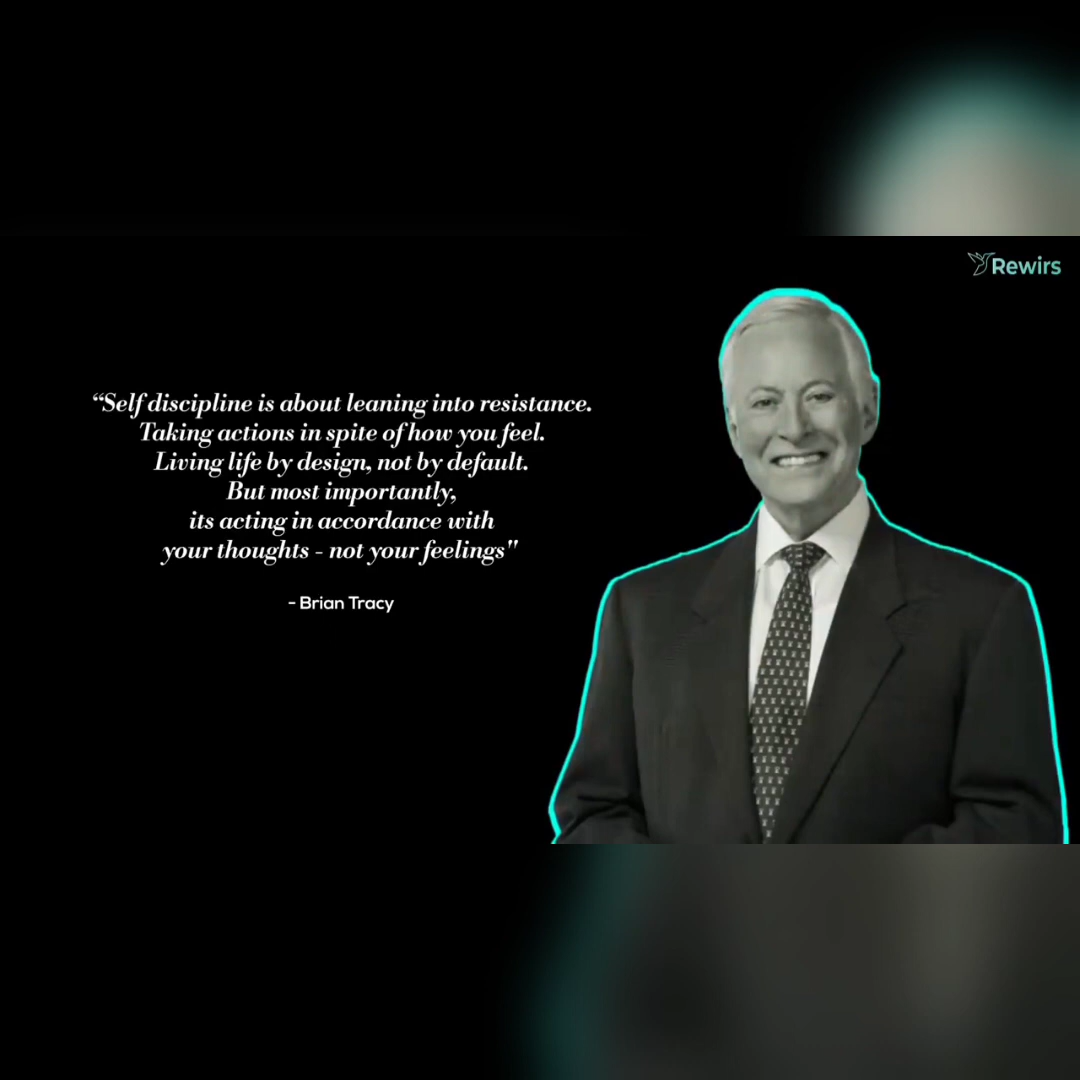 Rewirs
“Self discipline is about leaning into resistance.
Taking actions in spite of how you feel.
Living life by design, not by default.
But most importantly,
its acting in accordance with
your thoughts - not your feelings"
- Brian Tracy